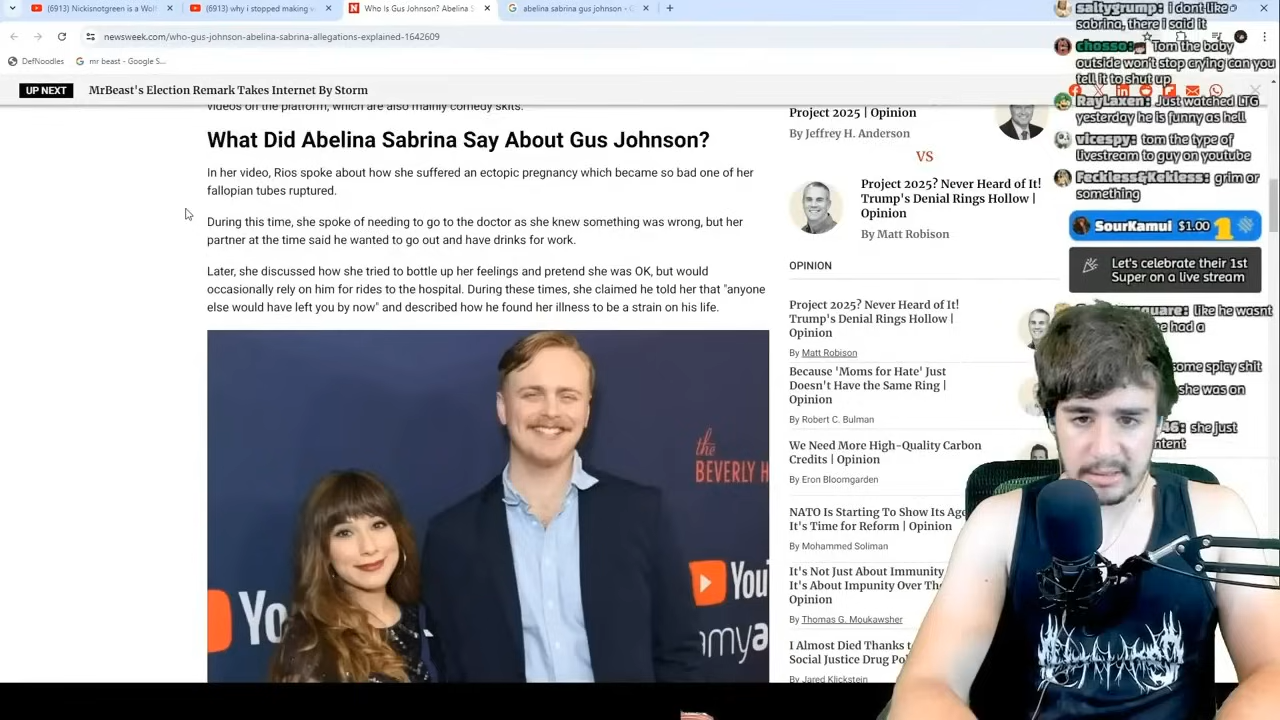 (6913) Nickisnotgreen is a Wolf
(6913) why i stopped making v
Who Is Gus Johnson? Abelina S
abelina sabrina gus johnson - G
newsweek.com/who-gus-johnson-abelina-sabrina-allegations-explained-1642609
DefNoodles
mr beast - Google S...
UP NEXT
MrBeast's Election Remark Takes Internet By Storm
videos on the platform, which are also mainly comedy skits.
What Did Abelina Sabrina Say About Gus Johnson?
In her video, Rios spoke about how she suffered an ectopic pregnancy which became so bad one of her
fallopian tubes ruptured.
During this time, she spoke of needing to go to the doctor as she knew something was wrong, but her
partner at the time said he wanted to go out and have drinks for work.
Later, she discussed how she tried to bottle up her feelings and pretend she was OK, but would
occasionally rely on him for rides to the hospital. During these times, she claimed he told her that "anyone
else would have left you by now" and described how he found her illness to be a strain on his life.
the
BEVERLY H
Yo
You
Project 2025 | Opinion
By Jeffrey H. Anderson
VS
Project 2025? Never Heard of It!
Trump's Denial Rings Hollow |
Opinion
By Matt Robison
OPINION
Project 2025? Never Heard of It!
Trump's Denial Rings Hollow |
Opinion
By Matt Robison
Because 'Moms for Hate' Just
Doesn't Have the Same Ring |
Opinion
By Robert C. Bulman
We Need More High-Quality Carbon
Credits | Opinion
By Eron Bloomgarden
NATO Is Starting To Show Its Age
It's Time for Reform | Opinion
By Mohammed Soliman
It's Not Just About Immunity
It's About Impunity Over Th
Opinion
By Thomas G. Moukawsher
I Almost Died Thanks t
Social Justice Drug Po
By Jared Klickstein
saltygrump: i dont like
sabrina, there i said it
chosso: Tom the baby
outside won't stop crying can you
tell it to shut up
RayLaxen: Just watched LTG
yesterday he is funny as hell
vicespy: tom the type of
livestream to guy on youtube
Feckless&Kekless: grim or
something
SourKamui $1.00 1
Let's celebrate their 1st
Super on a live stream
quare: like he wasnt
he had a
some spicy shit
she was on
46: she just
ntent